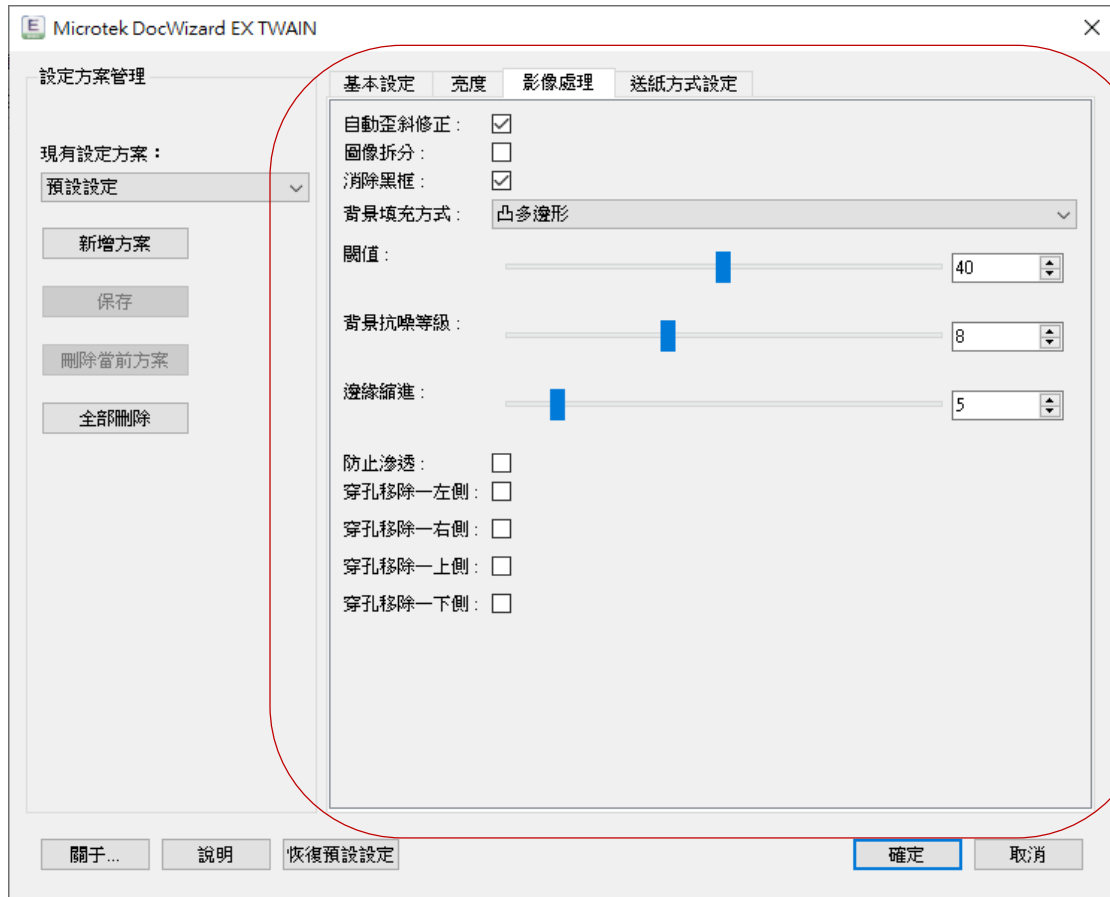 E Microtek DocWizard EX TWAIN
設定方案管理
現有設定方案：
預設設定
新增方案
保存
刪除當前方案
全部刪除
基本設定 亮度 影像處理 送紙方式設定
自動歪斜修正：
圖像拆分：
消除黑框：
背景填充方式： 凸多邊形
閾值： 40
背景抗噪等級： 8
邊緣縮進： 5
防止滲透：
穿孔移除—左側：
穿孔移除—右側：
穿孔移除—上側：
穿孔移除—下側：
關于... 說明 恢復預設設定 確定 取消